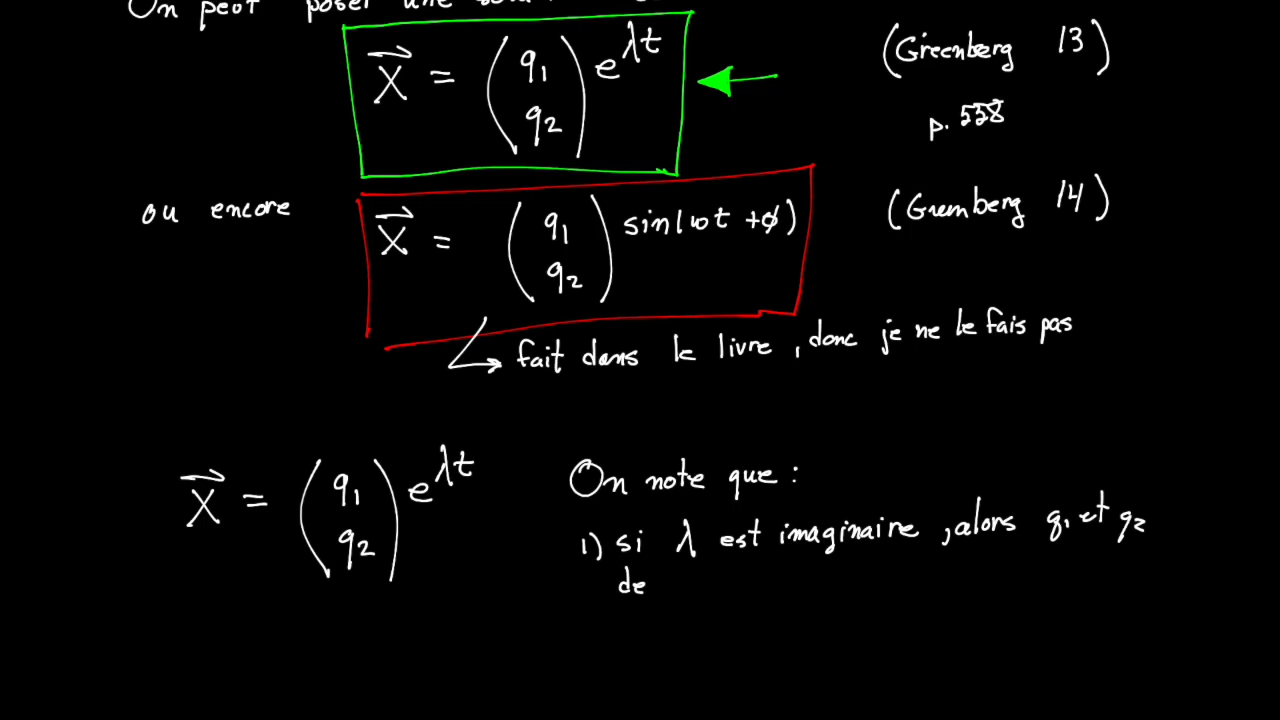 On peut poser une
X⃗ = (q1 q2) e^λt
(Greenberg 13)
p. 538
ou encore
X⃗ = (q1 q2) sin(ωt + φ)
(Greenberg 14)
fait dans le livre, donc je ne le fais pas
X⃗ = (q1 q2) e^λt
On note que :
1) si λ est imaginaire, alors q1 et q2
de